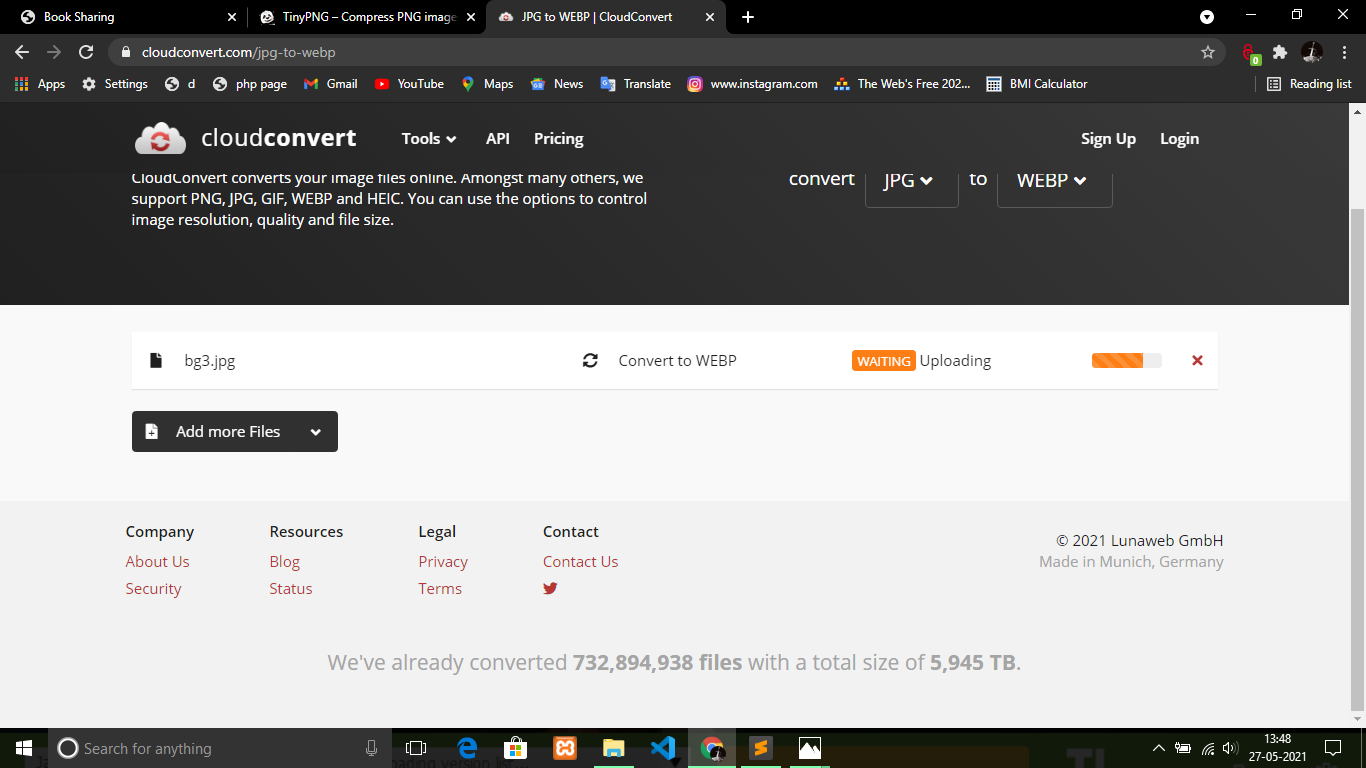 Book Sharing
TinyPNG – Compress PNG image
JPG to WEBP | CloudConvert
cloudconvert.com/jpg-to-webp
0
Apps
Settings
d
php page
Gmail
YouTube
Maps
News
Translate
www.instagram.com
The Web's Free 202...
BMI Calculator
Reading list
cloudconvert
Tools
API
Pricing
Sign Up
Login
CloudConvert converts your image files online. Amongst many others, we
support PNG, JPG, GIF, WEBP and HEIC. You can use the options to control
image resolution, quality and file size.
convert JPG to WEBP
bg3.jpg
Convert to WEBP
WAITING Uploading
Add more Files
Company
About Us
Security
Resources
Blog
Status
Legal
Privacy
Terms
Contact
Contact Us
© 2021 Lunaweb GmbH
Made in Munich, Germany
We've already converted 732,894,938 files with a total size of 5,945 TB.
Search for anything
13:48
27-05-2021